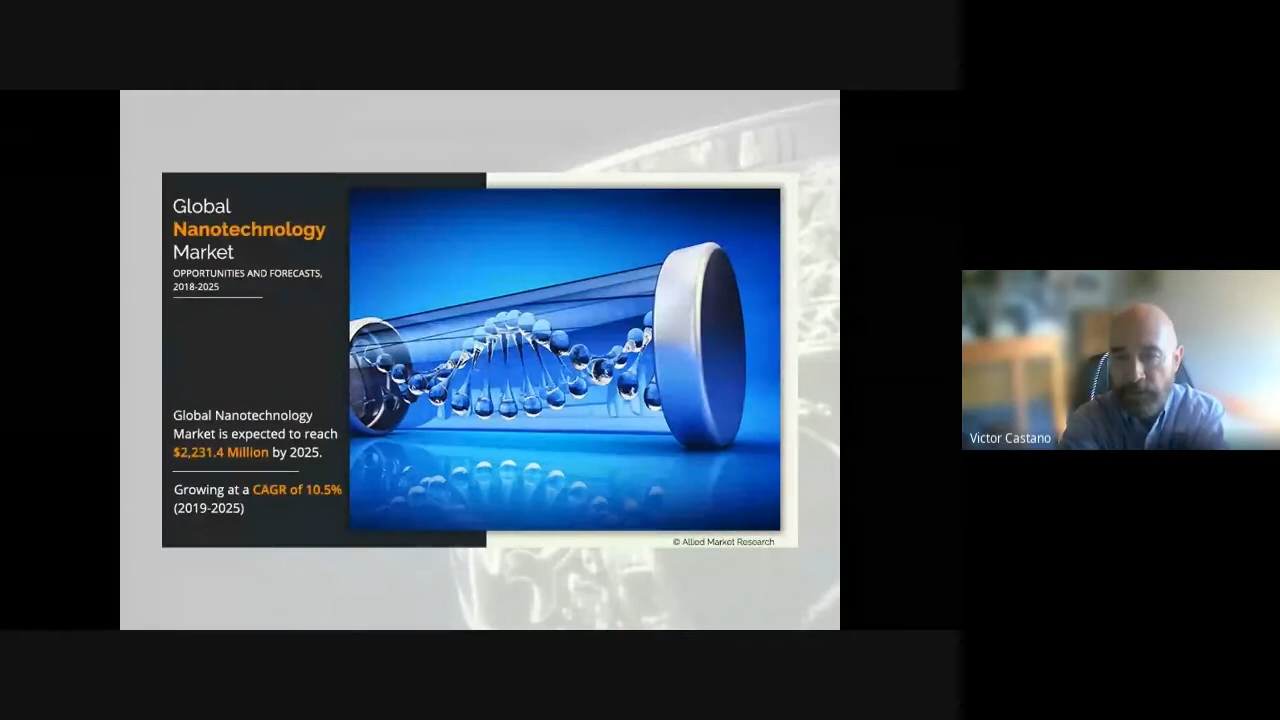 Global
Nanotechnology
Market
OPPORTUNITIES AND FORECASTS,
2018-2025
Global Nanotechnology
Market is expected to reach
$2,231.4 Million by 2025.
Growing at a CAGR of 10.5%
(2019-2025)
© Allied Market Research
Victor Castano